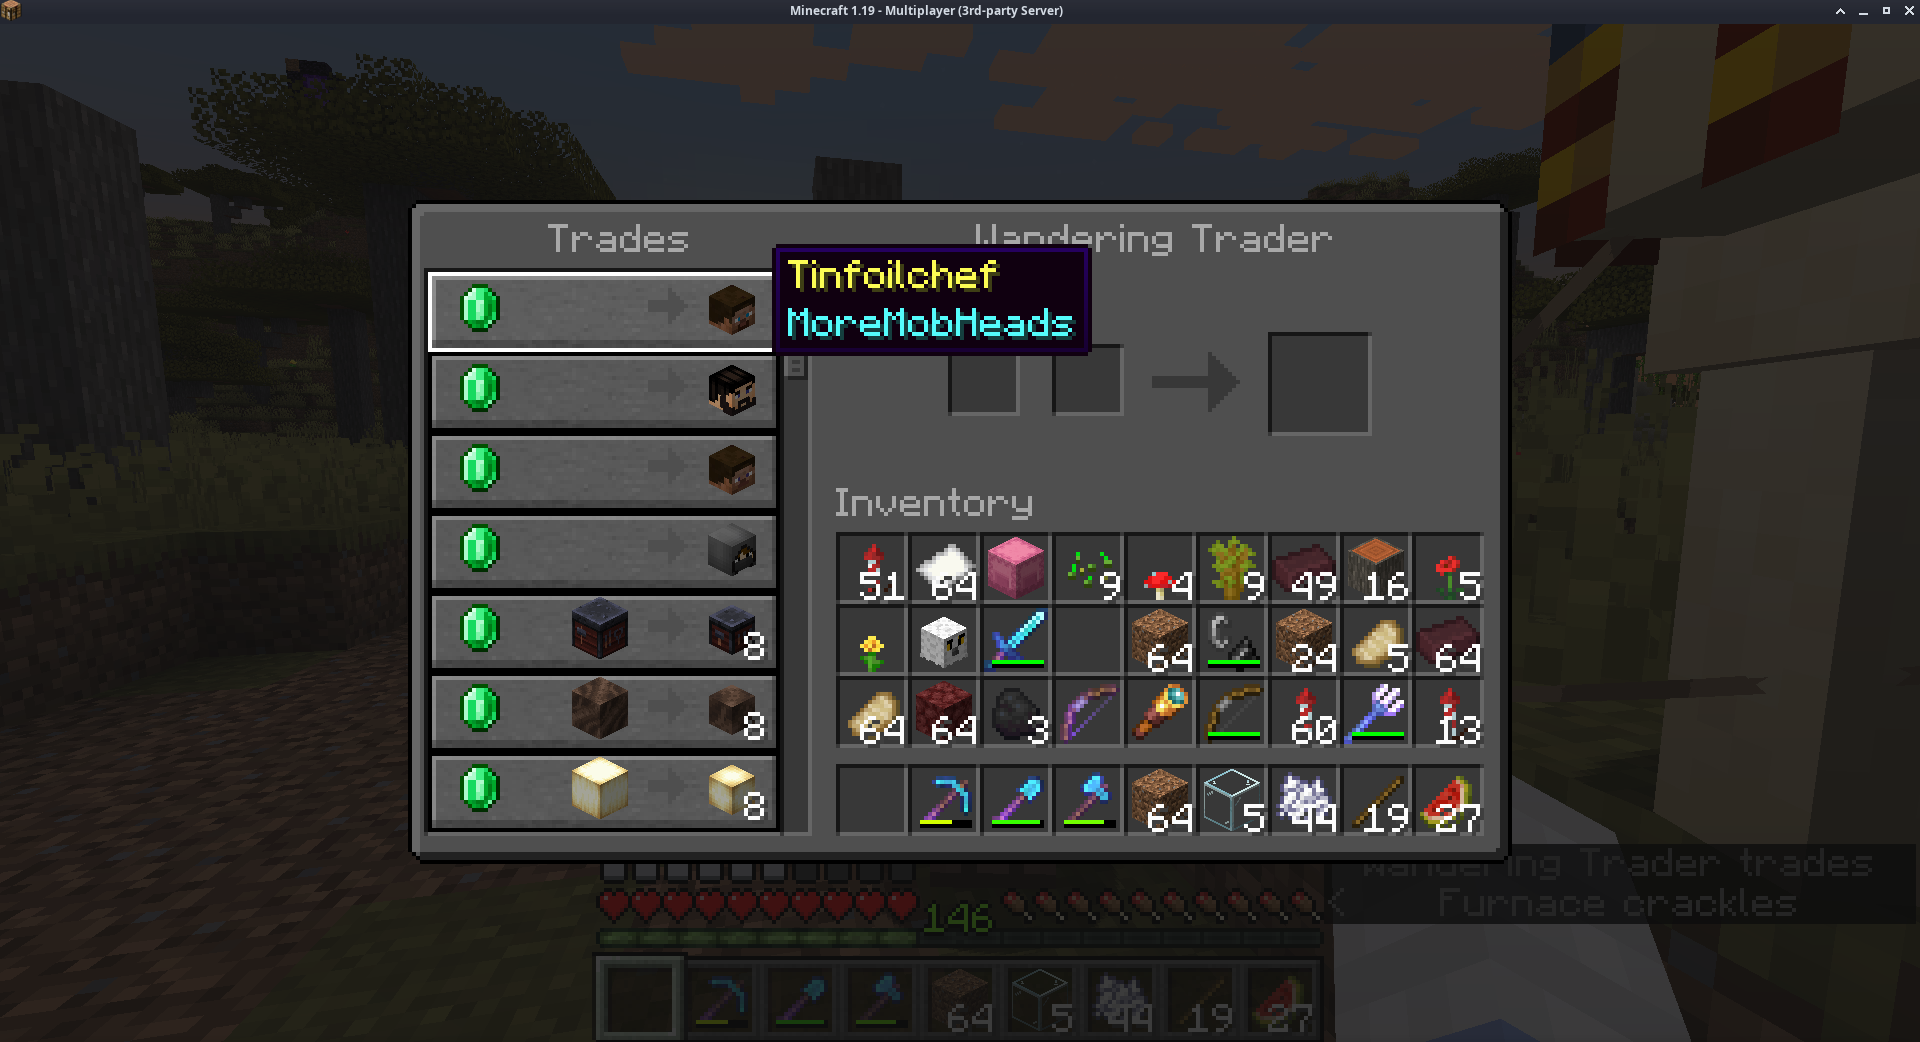 Minecraft 1.19 - Multiplayer (3rd-party Server)
Trades
Wandering Trader
Tinfoilchef
MoreMobHeads
8
8
8
Inventory
51 64 9 4 9 49 16 5
64 24 5 64
64 64 3 60 13
64 5 44 19 27
Wandering Trader trades
< Furnace crackles
146
64 5 44 19 27